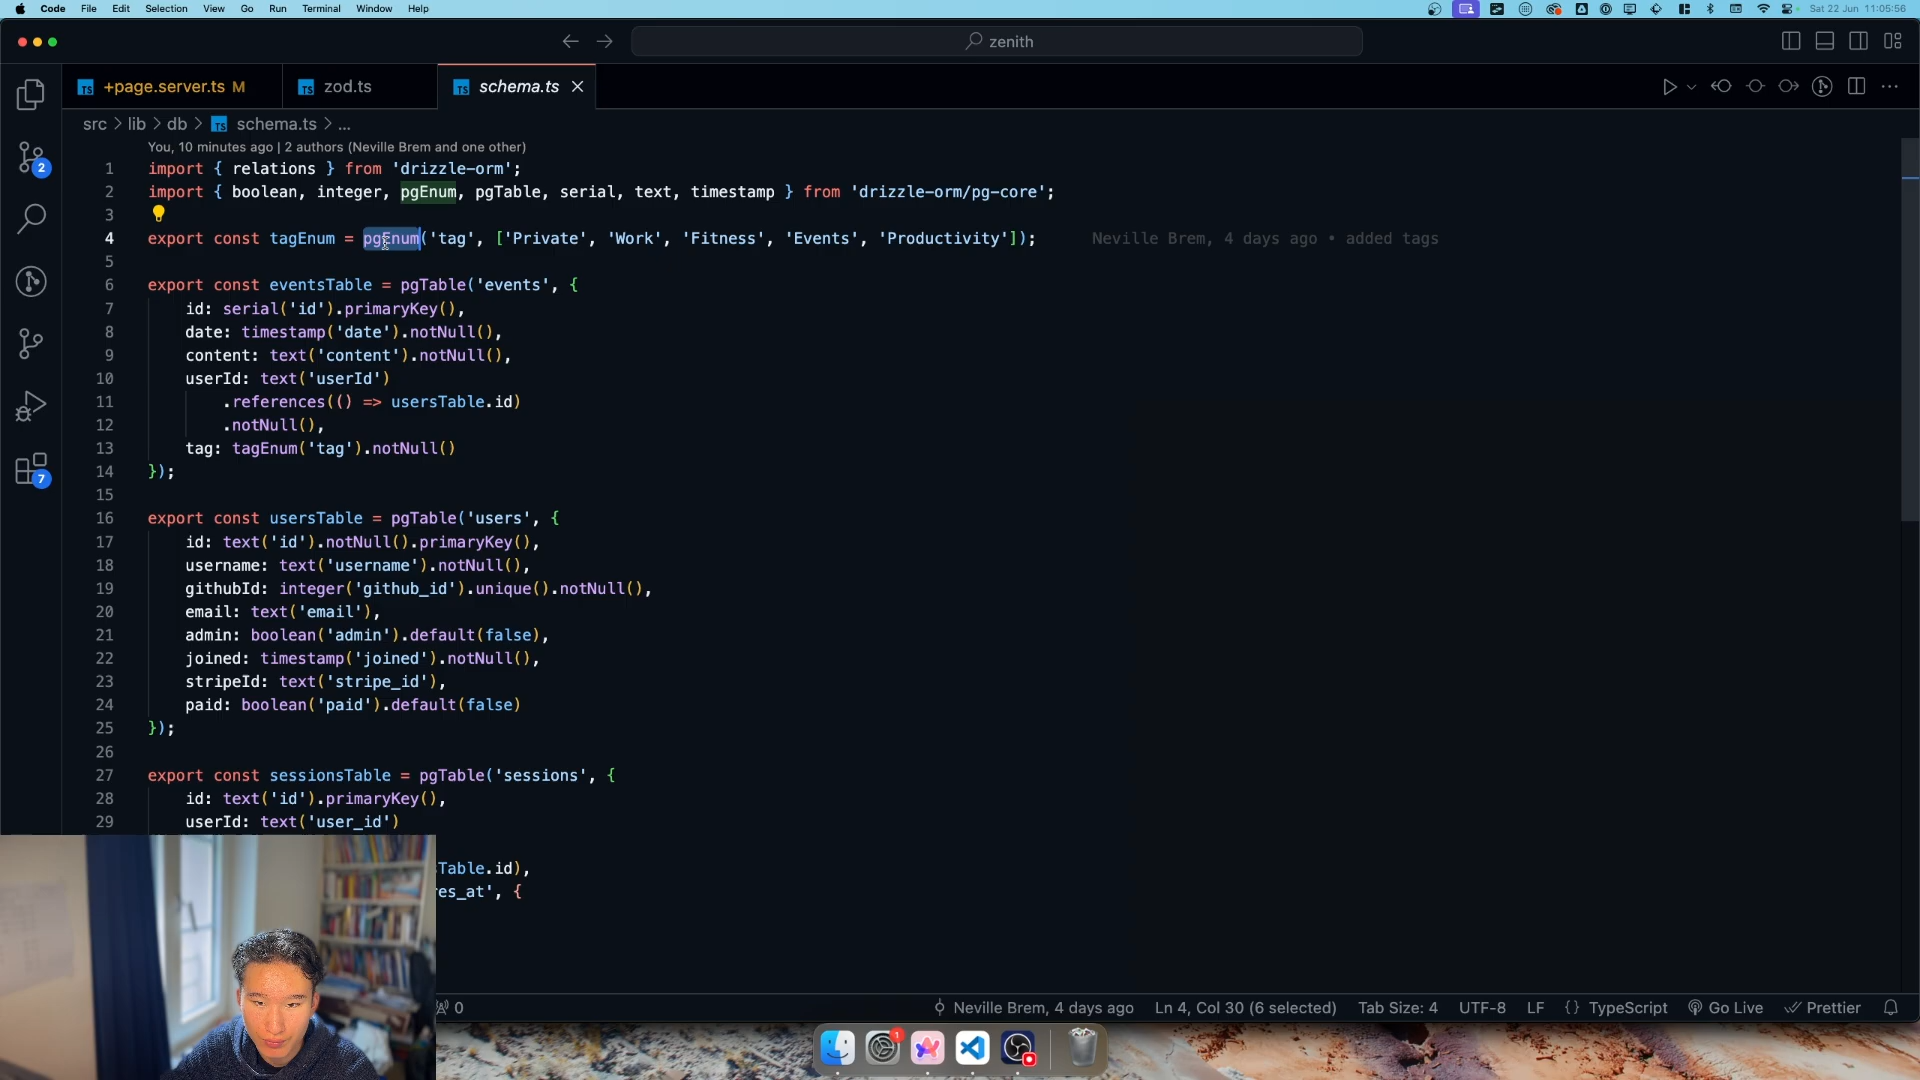 Code File Edit Selection View Go Run Terminal Window Help Sat 22 Jun 11:05:56
zenith
TS +page.server.ts M TS zod.ts TS schema.ts
src > lib > db > TS schema.ts > ...
You, 10 minutes ago | 2 authors (Neville Brem and one other)
1 import { relations } from 'drizzle-orm';
2 import { boolean, integer, pgEnum, pgTable, serial, text, timestamp } from 'drizzle-orm/pg-core';
3
4 export const tagEnum = pgEnum('tag', ['Private', 'Work', 'Fitness', 'Events', 'Productivity']); Neville Brem, 4 days ago • added tags
5
6 export const eventsTable = pgTable('events', {
7 id: serial('id').primaryKey(),
8 date: timestamp('date').notNull(),
9 content: text('content').notNull(),
10 userId: text('userId')
11 .references(() => usersTable.id)
12 .notNull(),
13 tag: tagEnum('tag').notNull()
14 });
15
16 export const usersTable = pgTable('users', {
17 id: text('id').notNull().primaryKey(),
18 username: text('username').notNull(),
19 githubId: integer('github_id').unique().notNull(),
20 email: text('email'),
21 admin: boolean('admin').default(false),
22 joined: timestamp('joined').notNull(),
23 stripeId: text('stripe_id'),
24 paid: boolean('paid').default(false)
25 });
26
27 export const sessionsTable = pgTable('sessions', {
28 id: text('id').primaryKey(),
29 userId: text('user_id')
Table.id),
res_at', {
2
7
0 Neville Brem, 4 days ago Ln 4, Col 30 (6 selected) Tab Size: 4 UTF-8 LF {} TypeScript Go Live Prettier
1